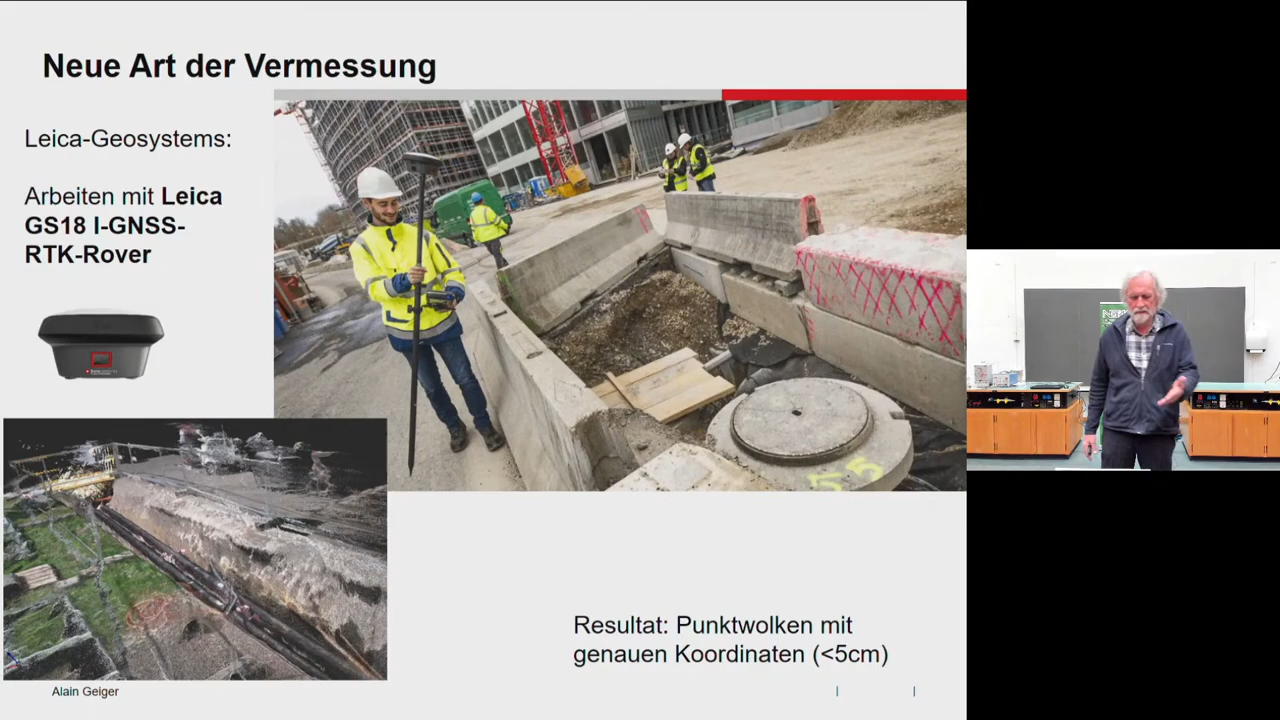 Neue Art der Vermessung
Leica-Geosystems:
Arbeiten mit Leica
GS18 I-GNSS-
RTK-Rover
55
Resultat: Punktwolken mit
genauen Koordinaten (<5cm)
Alain Geiger